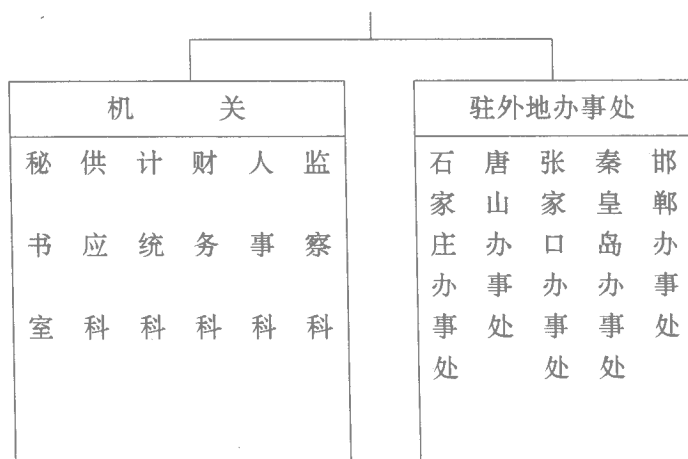 机关
秘书室
供应科
计统科
财务科
人事科
监察科
驻外地办事处
石家庄办事处
唐山办事处
张家口办事处
秦皇岛办事处
邯郸办事处